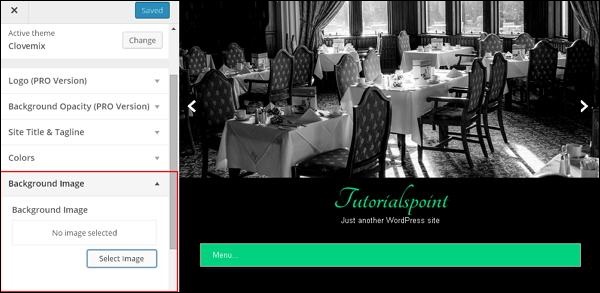 Saved
Active theme
Clovemix
Change
Logo (PRO Version)
Background Opacity (PRO Version)
Site Title & Tagline
Colors
Background Image
Background Image
No image selected
Select Image
Tutorialspoint
Just another WordPress site
Menu...